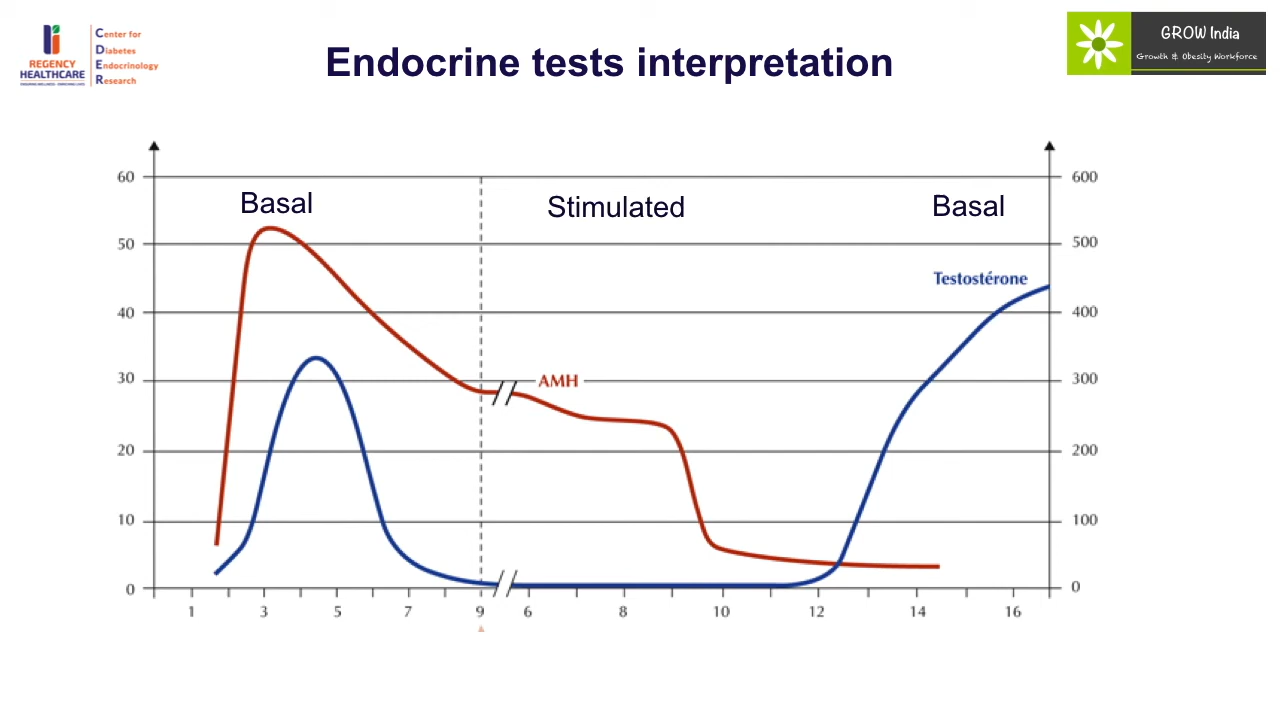 REGENCY
HEALTHCARE
Center for
Diabetes
Endocrinology
Research
Endocrine tests interpretation
GROW India
Growth & Obesity Workforce
Basal
Stimulated
Basal
Testostérone
AMH
60
50
40
30
20
10
0
600
500
400
300
200
100
0
1 3 5 7 9 6 8 10 12 14 16